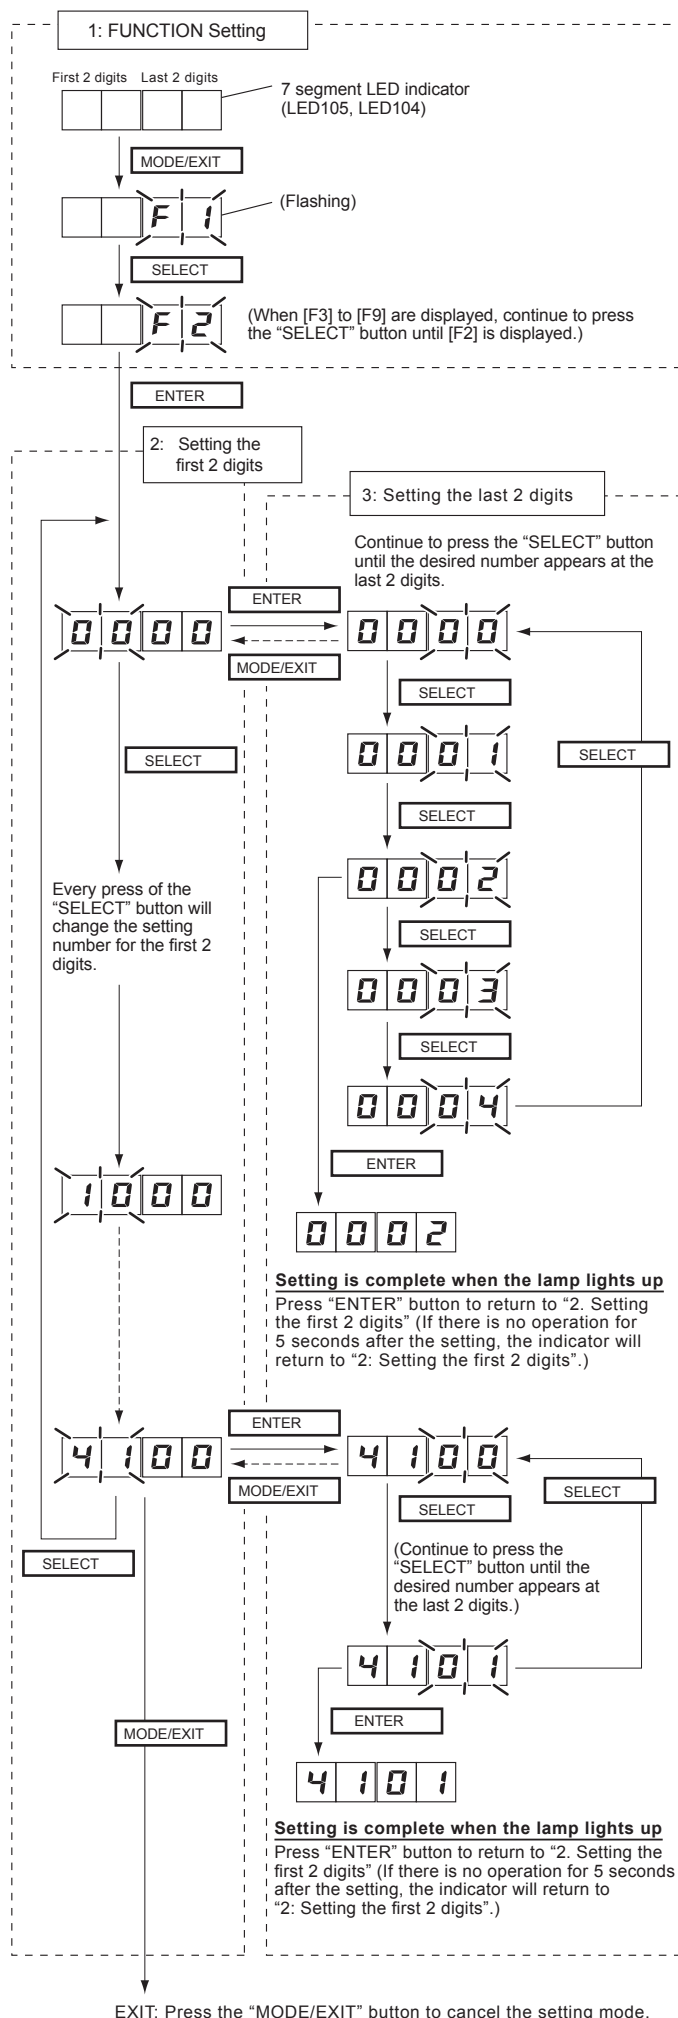 1: FUNCTION Setting
First 2 digits Last 2 digits
7 segment LED indicator
(LED105, LED104)
MODE/EXIT
F 1
(Flashing)
SELECT
F 2
(When [F3] to [F9] are displayed, continue to press
the “SELECT” button until [F2] is displayed.)
ENTER
2: Setting the
first 2 digits
3: Setting the last 2 digits
Continue to press the “SELECT” button
until the desired number appears at the
last 2 digits.
ENTER
0 0 0 0
0 0 0 0
MODE/EXIT
SELECT
0 0 0 1
SELECT
SELECT
SELECT
Every press of the
“SELECT” button will
change the setting
number for the first 2
digits.
0 0 0 2
SELECT
0 0 0 3
SELECT
0 0 0 4
ENTER
1 0 0 0
0 0 0 2
Setting is complete when the lamp lights up
Press “ENTER” button to return to “2. Setting
the first 2 digits” (If there is no operation for
5 seconds after the setting, the indicator will
return to “2: Setting the first 2 digits”.)
ENTER
4 1 0 0
4 1 0 0
MODE/EXIT
SELECT
SELECT
SELECT
(Continue to press the
“SELECT” button until the
desired number appears at
the last 2 digits.)
4 1 0 1
ENTER
MODE/EXIT
4 1 0 1
Setting is complete when the lamp lights up
Press “ENTER” button to return to “2. Setting the
first 2 digits” (If there is no operation for 5 seconds
after the setting, the indicator will return to
“2: Setting the first 2 digits”.)
EXIT: Press the “MODE/EXIT” button to cancel the setting mode.